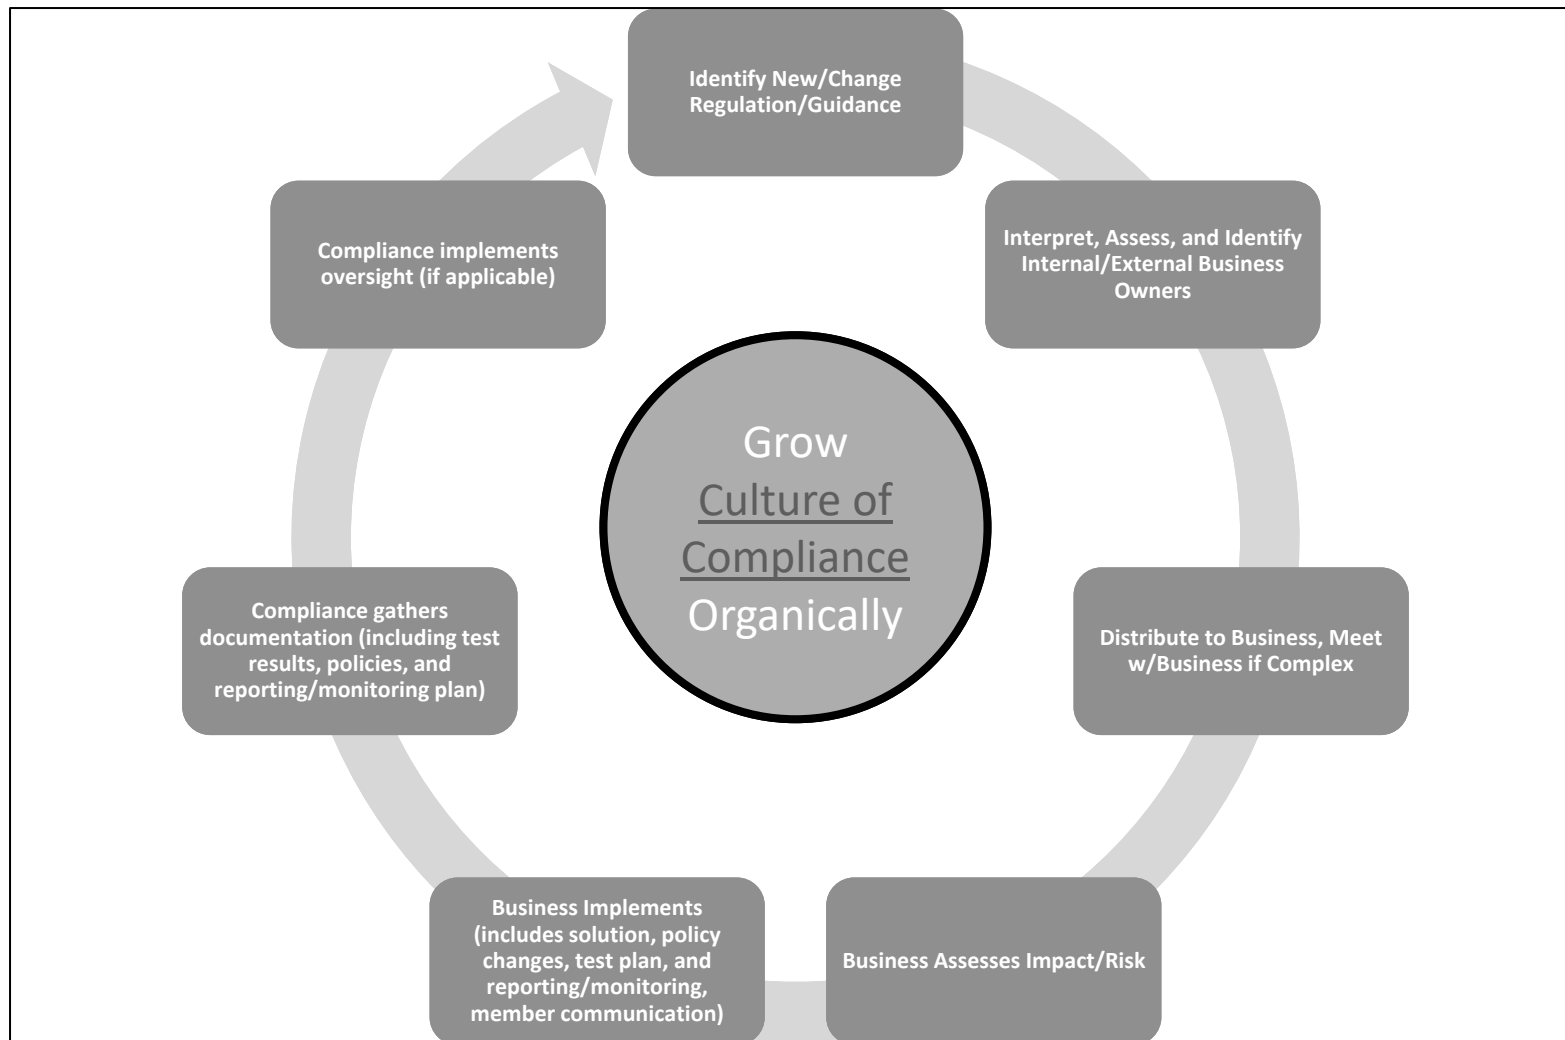 Identify New/Change
Regulation/Guidance
Interpret, Assess, and Identify
Internal/External Business
Owners
Distribute to Business, Meet
w/Business if Complex
Business Assesses Impact/Risk
Business Implements
(includes solution, policy
changes, test plan, and
reporting/monitoring,
member communication)
Compliance gathers
documentation (including test
results, policies, and
reporting/monitoring plan)
Compliance implements
oversight (if applicable)
Grow
Culture of
Compliance
Organically